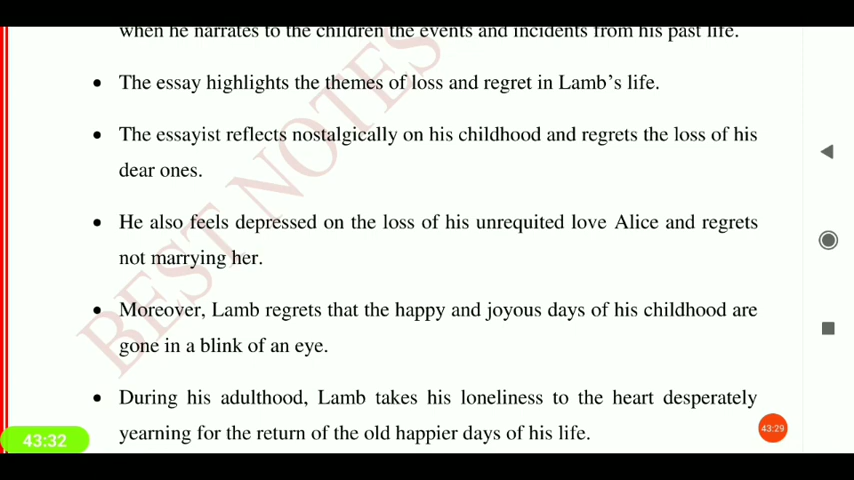 when he narrates to the children the events and incidents from his past life.
• The essay highlights the themes of loss and regret in Lamb's life.
• The essayist reflects nostalgically on his childhood and regrets the loss of his
dear ones.
• He also feels depressed on the loss of his unrequited love Alice and regrets
not marrying her.
• Moreover, Lamb regrets that the happy and joyous days of his childhood are
gone in a blink of an eye.
• During his adulthood, Lamb takes his loneliness to the heart desperately
yearning for the return of the old happier days of his life.
BEST NOTES
43:32
43:29